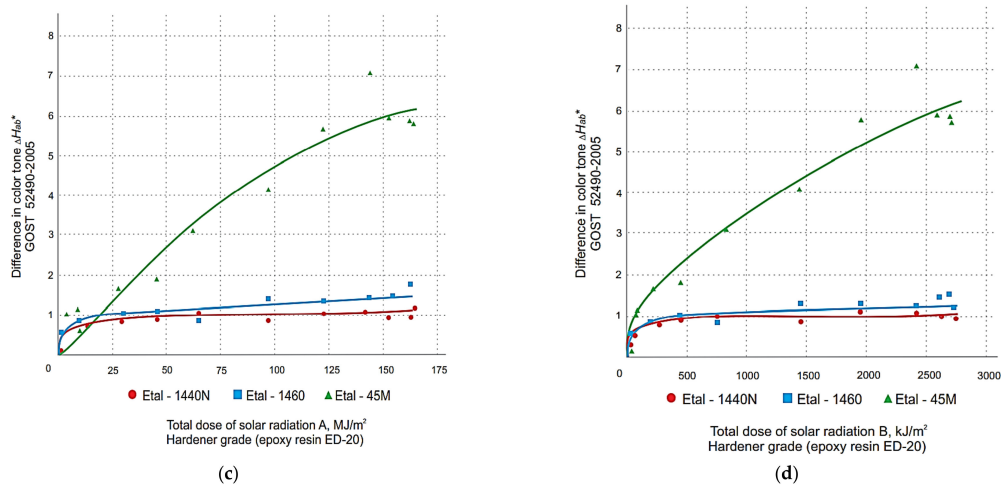 8
7
6
5
4
3
2
1
0
25
50
75
100
125
150
175
Difference in color tone ΔHab*
GOST 52490-2005
Etal - 1440N
Etal - 1460
Etal - 45M
Total dose of solar radiation A, MJ/m²
Hardener grade (epoxy resin ED-20)
(c)
8
7
6
5
4
3
2
1
0
500
1000
1500
2000
2500
3000
Difference in color tone ΔHab*
GOST 52490-2005
Etal - 1440N
Etal - 1460
Etal - 45M
Total dose of solar radiation B, kJ/m²
Hardener grade (epoxy resin ED-20)
(d)